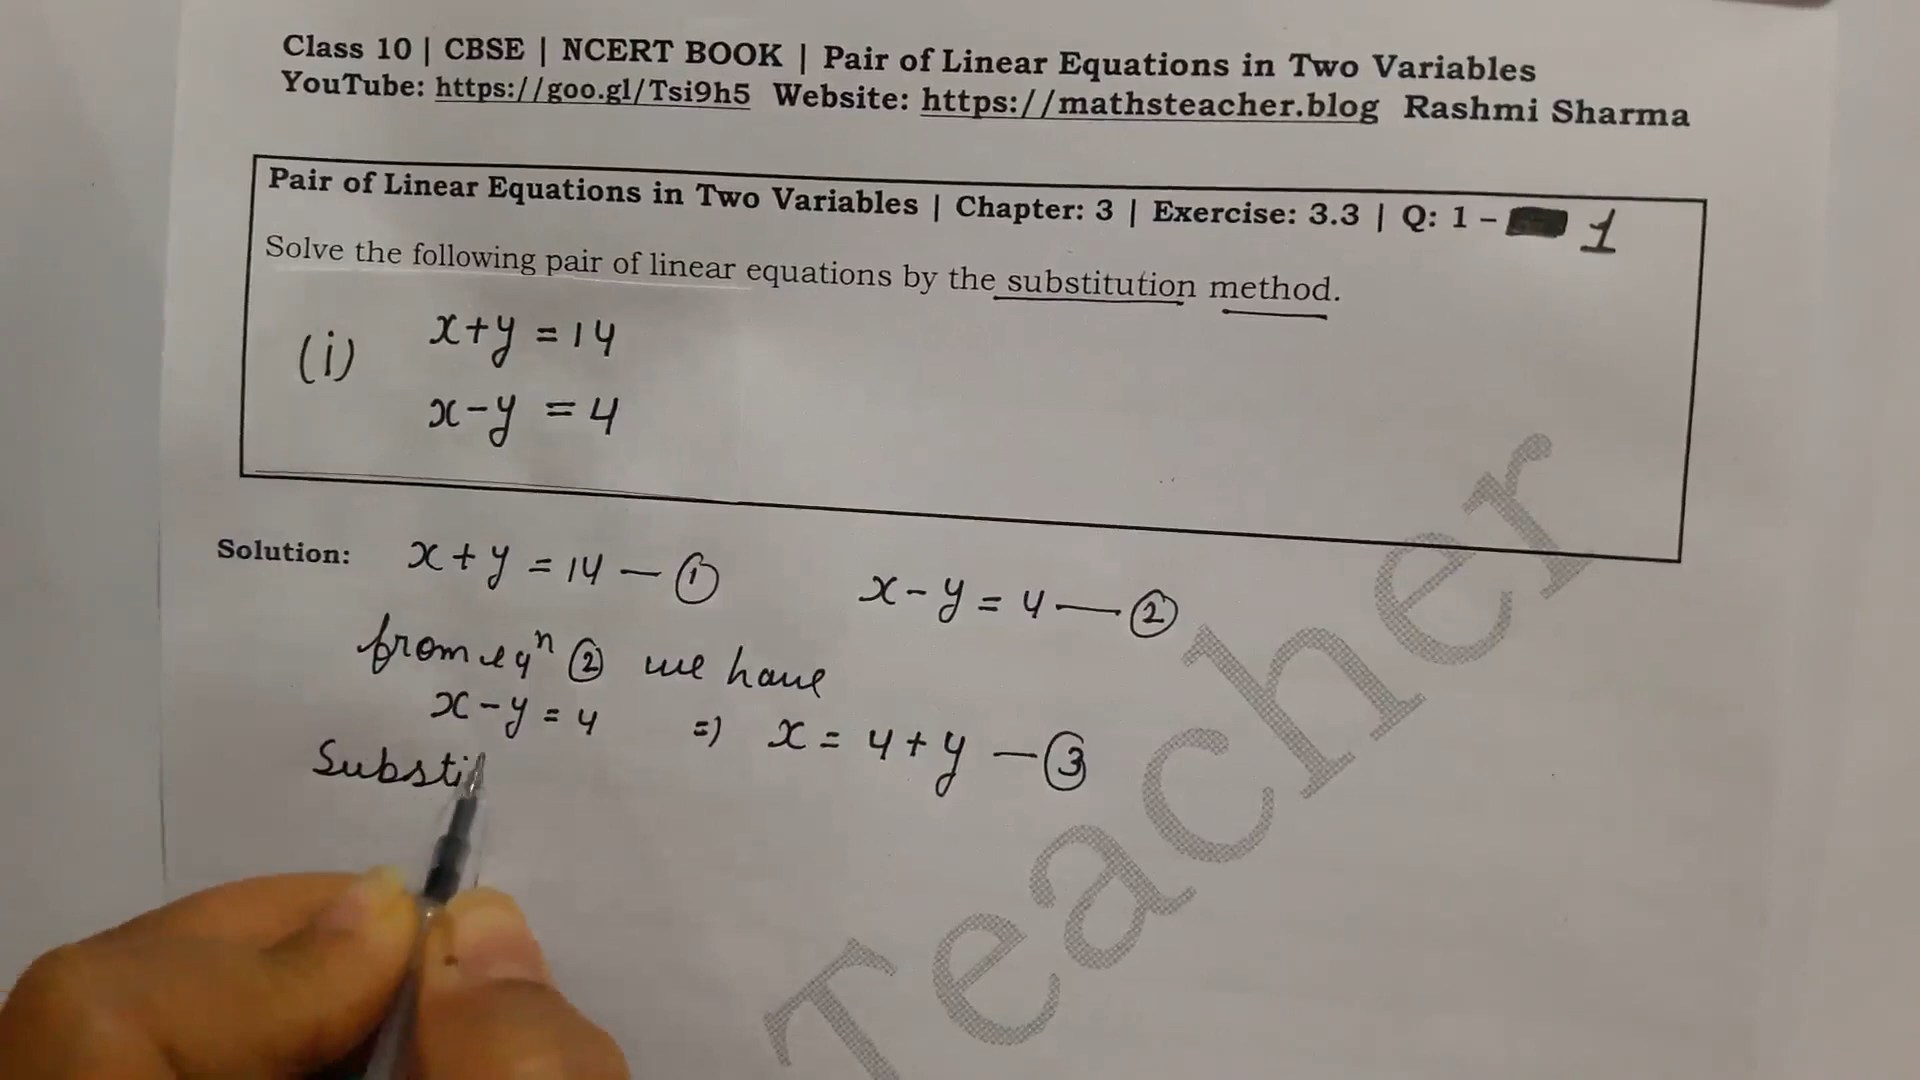 Class 10 | CBSE | NCERT BOOK | Pair of Linear Equations in Two Variables
YouTube: https://goo.gl/Tsi9h5 Website: https://mathsteacher.blog Rashmi Sharma
Pair of Linear Equations in Two Variables | Chapter: 3 | Exercise: 3.3 | Q: 1 – 1
Solve the following pair of linear equations by the substitution method.
(i) x+y = 14
x-y = 4
Solution: x + y = 14 — ① x - y = 4 — ②
from eqⁿ ② we have
x - y = 4 ⇒ x = 4 + y — ③
Substi
Teacher